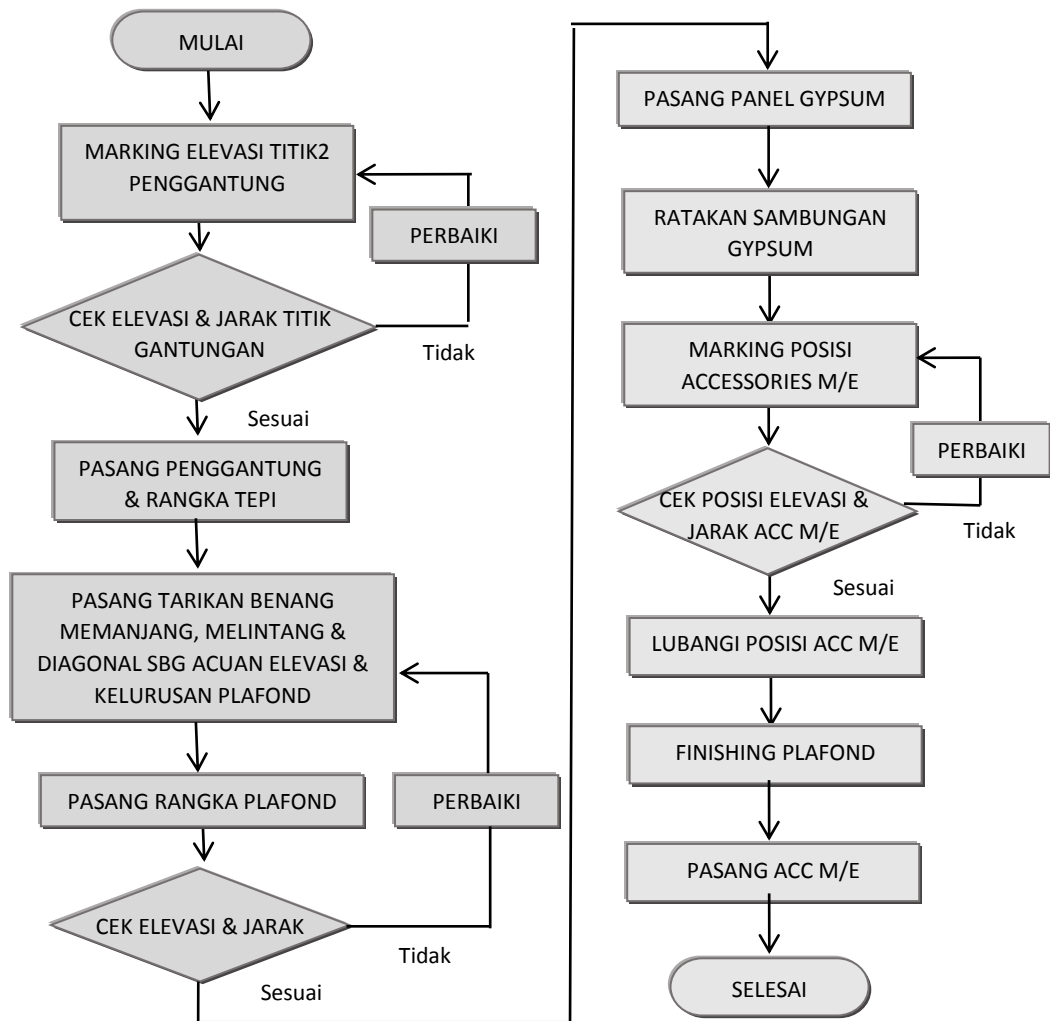 MULAI
MARKING ELEVASI TITIK2
PENGGANTUNG
PERBAIKI
CEK ELEVASI & JARAK TITIK
GANTUNGAN
Tidak
Sesuai
PASANG PENGGANTUNG
& RANGKA TEPI
PASANG TARIKAN BENANG
MEMANJANG, MELINTANG &
DIAGONAL SBG ACUAN ELEVASI &
KELURUSAN PLAFOND
PASANG RANGKA PLAFOND
PERBAIKI
CEK ELEVASI & JARAK
Tidak
Sesuai
PASANG PANEL GYPSUM
RATAKAN SAMBUNGAN
GYPSUM
MARKING POSISI
ACCESSORIES M/E
PERBAIKI
CEK POSISI ELEVASI &
JARAK ACC M/E
Tidak
Sesuai
LUBANGI POSISI ACC M/E
FINISHING PLAFOND
PASANG ACC M/E
SELESAI